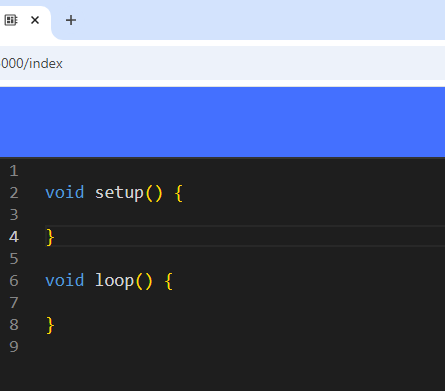 000/index
1
2 void setup() {
3
4 }
5
6 void loop() {
7
8 }
9